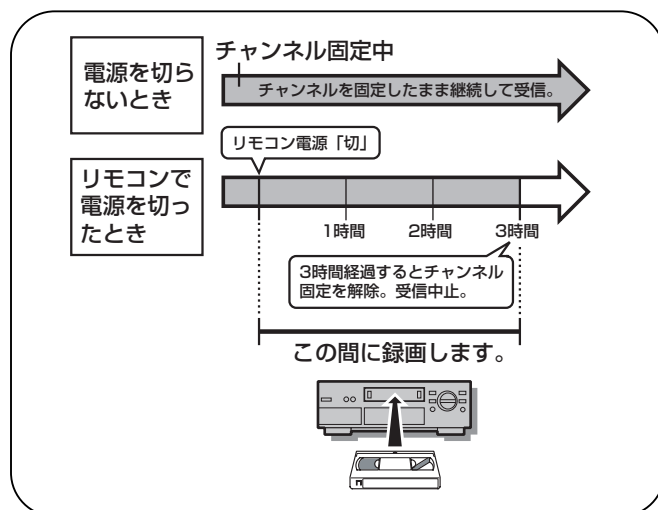 電源を切ら
ないとき
チャンネル固定中
チャンネルを固定したまま継続して受信。
リモコン電源「切」
リモコンで
電源を切っ
たとき
1時間
2時間
3時間
3時間経過するとチャンネル
固定を解除。受信中止。
この間に録画します。